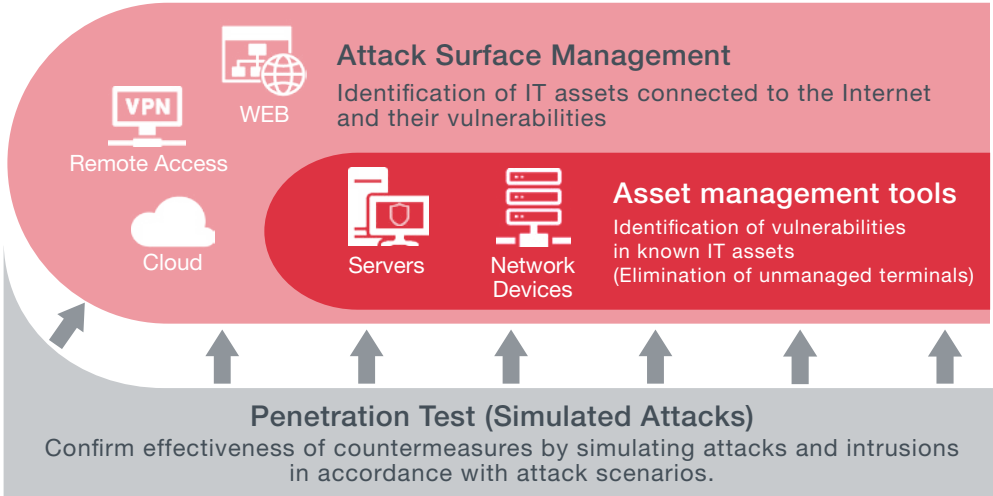 Attack Surface Management
Identification of IT assets connected to the Internet
and their vulnerabilities
WEB
VPN
Remote Access
Cloud
Servers
Network
Devices
Asset management tools
Identification of vulnerabilities
in known IT assets
(Elimination of unmanaged terminals)
Penetration Test (Simulated Attacks)
Confirm effectiveness of countermeasures by simulating attacks and intrusions
in accordance with attack scenarios.